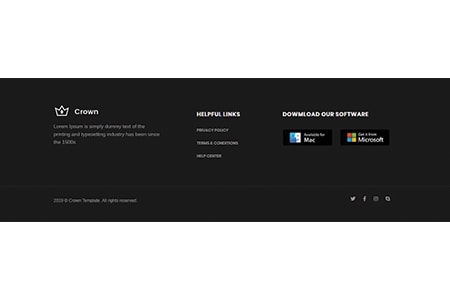 Crown
Lorem Ipsum is simply dummy text of the
printing and typesetting industry has been since
the 1500s
HELPFUL LINKS
PRIVACY POLICY
TERMS & CONDITIONS
HELP CENTER
DOWMLOAD OUR SOFTWARE
Available for
Mac
Get it from
Microsoft
2019 © Crown Template. All rights reserved.